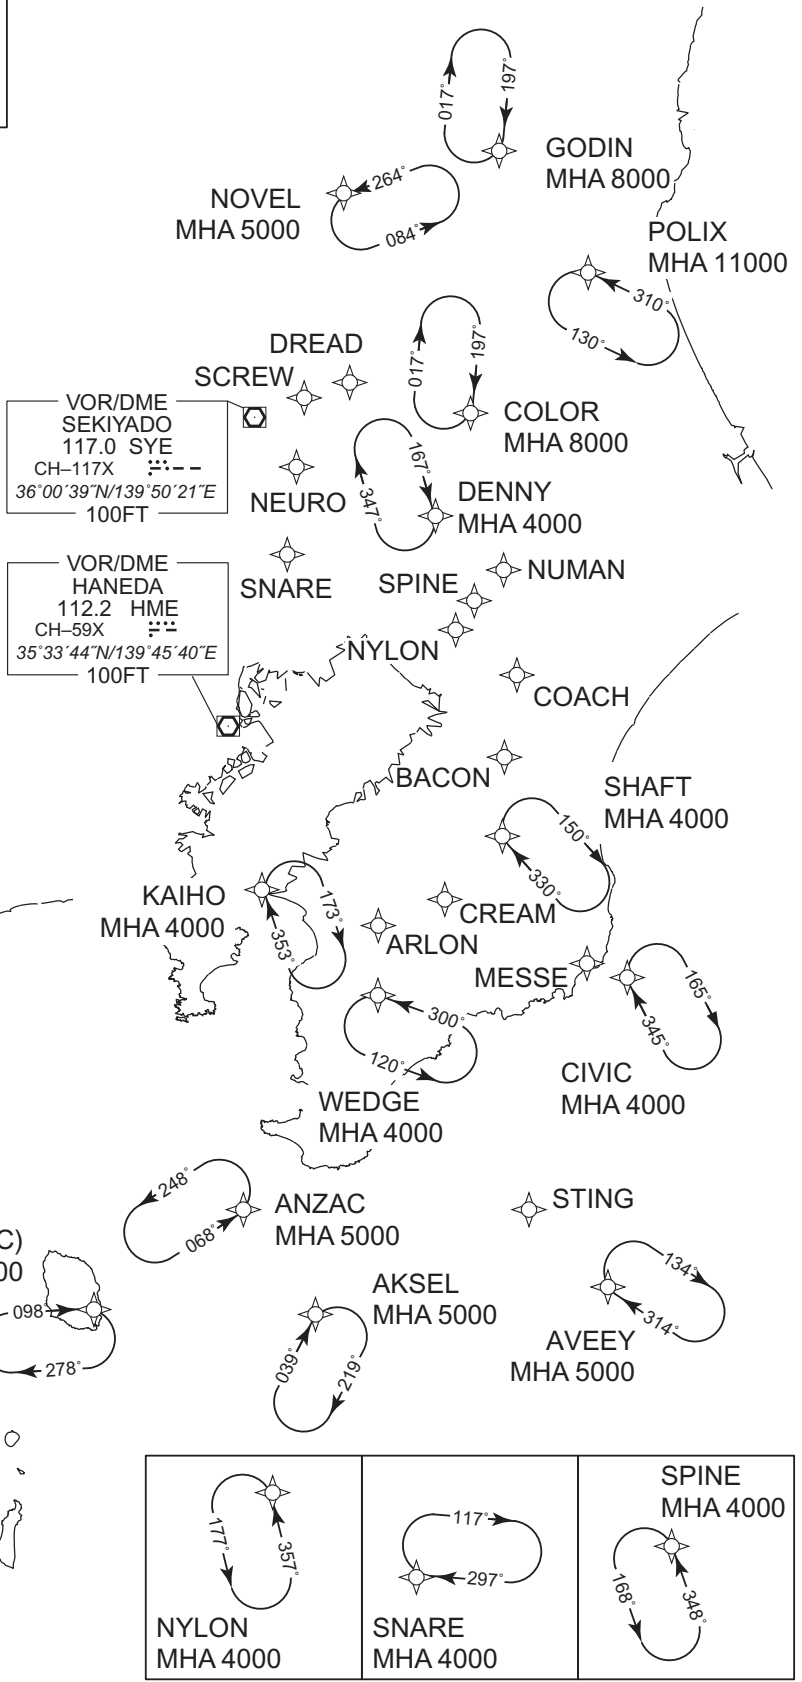 017°
197°
GODIN
MHA 8000
NOVEL
MHA 5000
264°
084°
POLIX
MHA 11000
310°
130°
DREAD
SCREW
017°
197°
COLOR
MHA 8000
VOR/DME
SEKIYADO
117.0 SYE
CH–117X
36°00´39˝N/139°50´21˝E
100FT
NEURO
167°
347°
DENNY
MHA 4000
SNARE
SPINE
NUMAN
VOR/DME
HANEDA
112.2 HME
CH–59X
35°33´44˝N/139°45´40˝E
100FT
NYLON
COACH
BACON
SHAFT
MHA 4000
150°
330°
KAIHO
MHA 4000
173°
353°
CREAM
ARLON
MESSE
165°
345°
300°
120°
CIVIC
MHA 4000
WEDGE
MHA 4000
248°
068°
ANZAC
MHA 5000
STING
C)
00
098°
278°
AKSEL
MHA 5000
039°
219°
134°
314°
AVEEY
MHA 5000
177°
357°
NYLON
MHA 4000
117°
297°
SNARE
MHA 4000
SPINE
MHA 4000
168°
348°